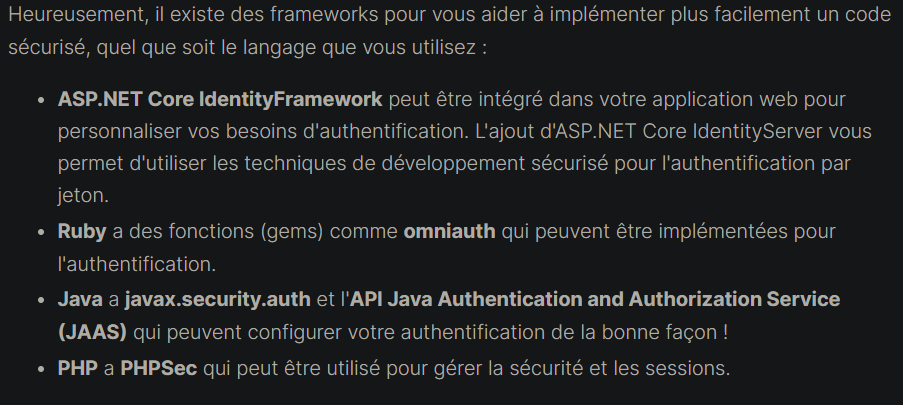 Heureusement, il existe des frameworks pour vous aider à implémenter plus facilement un code
sécurisé, quel que soit le langage que vous utilisez :
• ASP.NET Core IdentityFramework peut être intégré dans votre application web pour
personnaliser vos besoins d'authentification. L'ajout d'ASP.NET Core IdentityServer vous
permet d'utiliser les techniques de développement sécurisé pour l'authentification par
jeton.
• Ruby a des fonctions (gems) comme omniauth qui peuvent être implémentées pour
l'authentification.
• Java a javax.security.auth et l'API Java Authentication and Authorization Service
(JAAS) qui peuvent configurer votre authentification de la bonne façon !
• PHP a PHPSec qui peut être utilisé pour gérer la sécurité et les sessions.